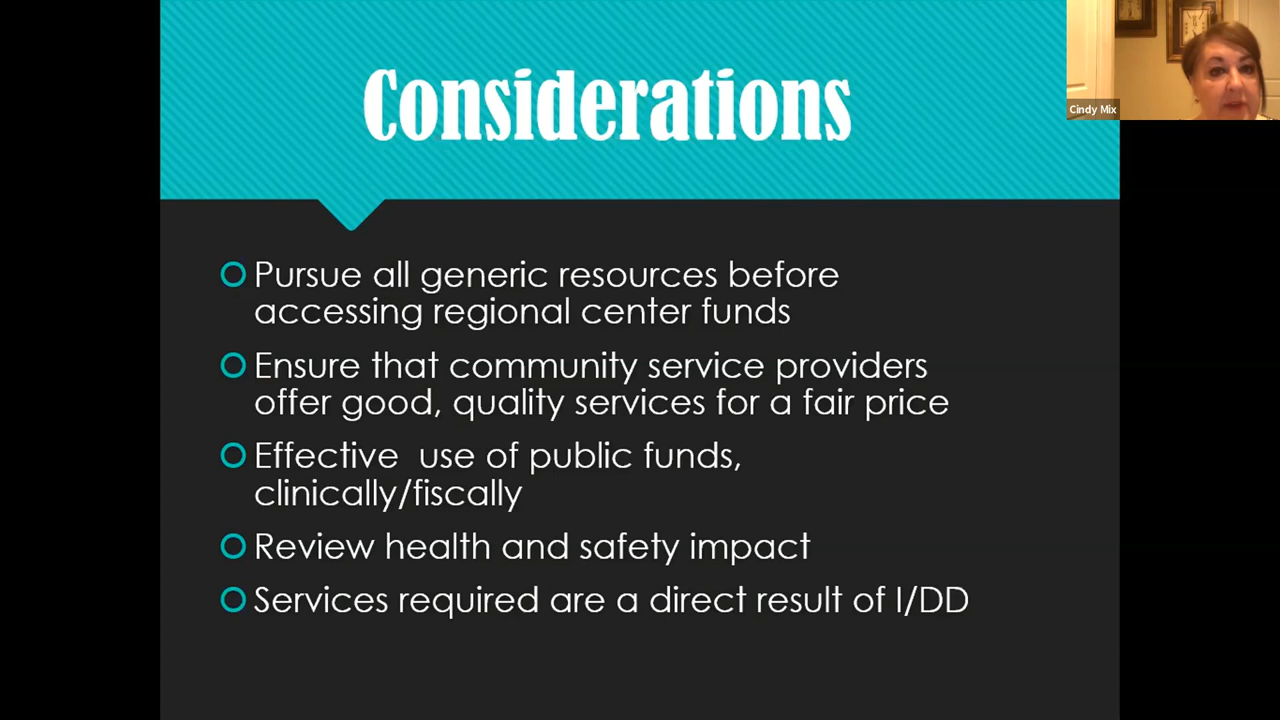 Considerations
Cindy Mix
Pursue all generic resources before
accessing regional center funds
Ensure that community service providers
offer good, quality services for a fair price
Effective  use of public funds,
clinically/fiscally
Review health and safety impact
Services required are a direct result of I/DD